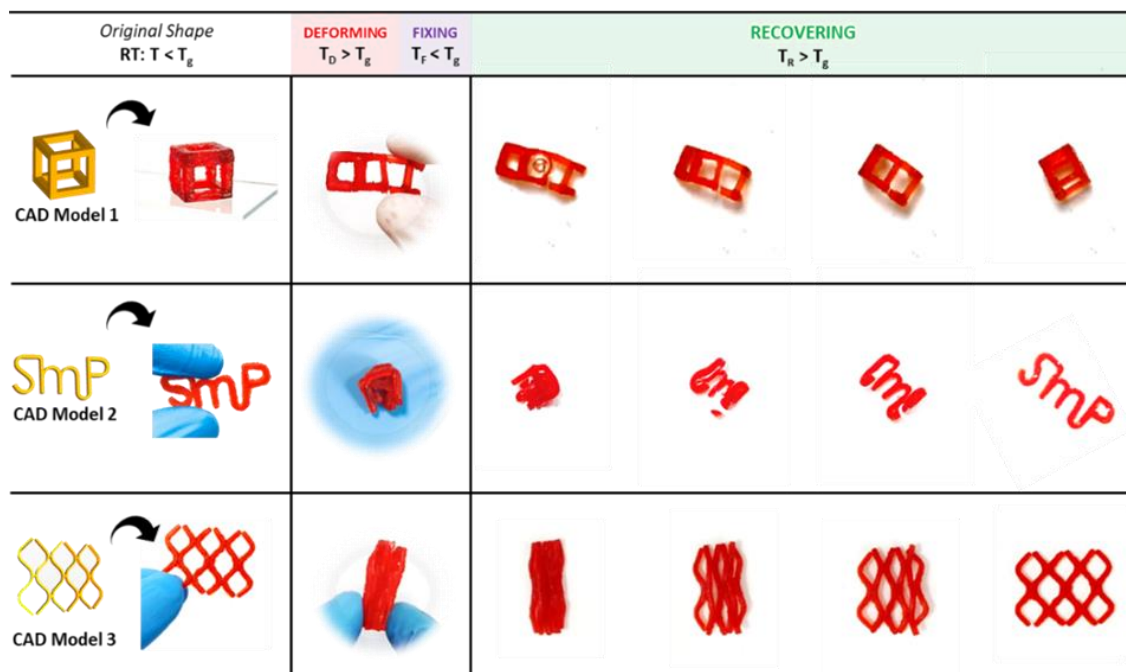 Original Shape
RT: T < Tg
DEFORMING
TD > Tg
FIXING
TF < Tg
RECOVERING
TR > Tg
CAD Model 1
SmP
SmP
CAD Model 2
SmP
CAD Model 3